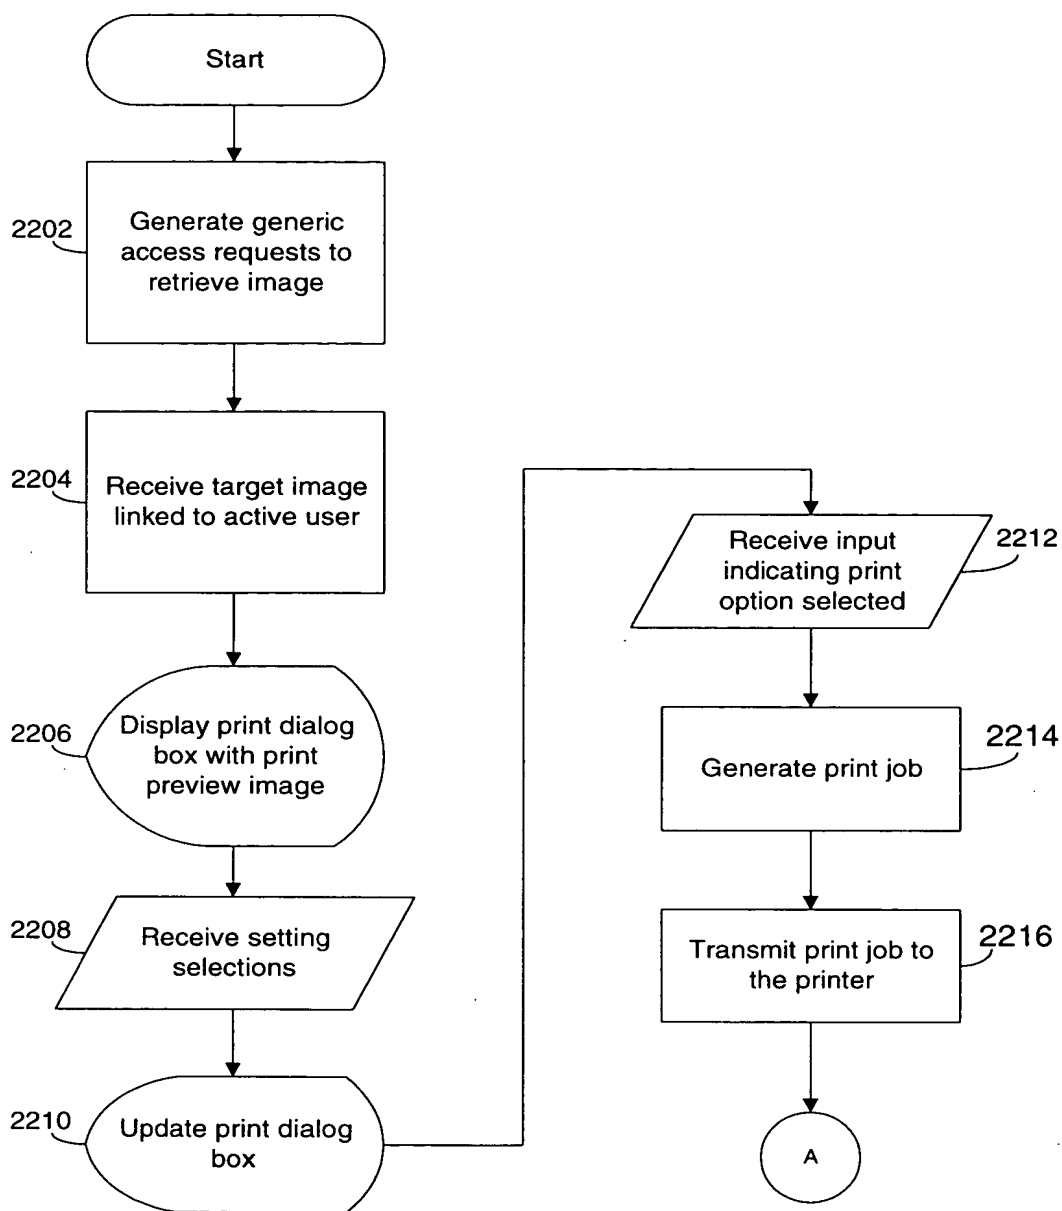 Start
2202
Generate generic
access requests to
retrieve image
2204
Receive target image
linked to active user
2206
Display print dialog
box with print
preview image
2208
Receive setting
selections
2210
Update print dialog
box
Receive input
indicating print
option selected
2212
Generate print job
2214
Transmit print job to
the printer
2216
A